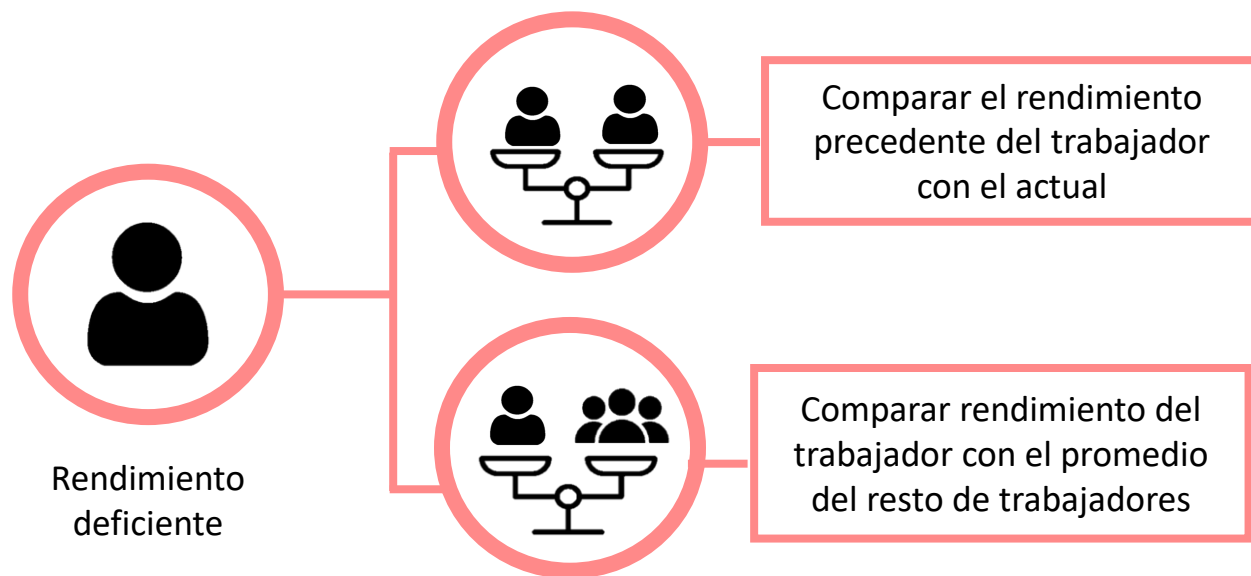 Comparar el rendimiento
precedente del trabajador
con el actual
Rendimiento
deficiente
Comparar rendimiento del
trabajador con el promedio
del resto de trabajadores